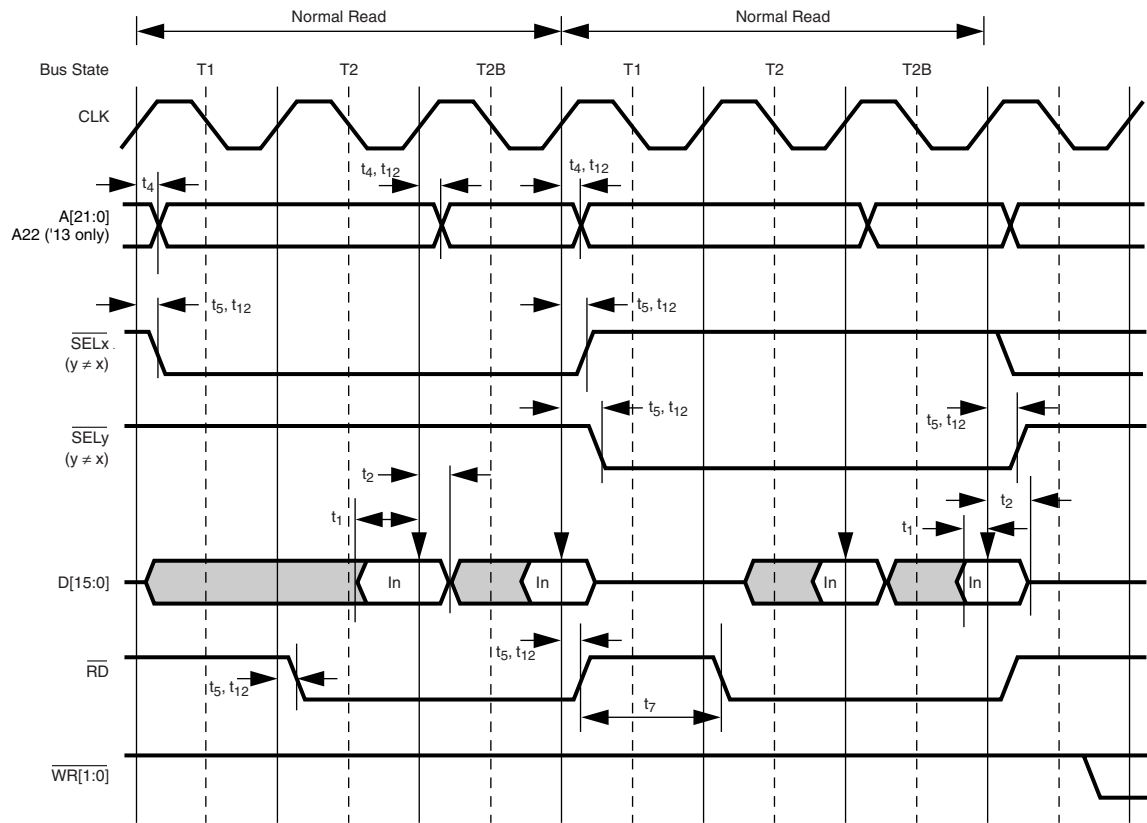 Normal Read Normal Read
Bus State T1 T2 T2B T1 T2 T2B
CLK
t4 t4, t12 t4, t12
A[21:0]
A22 ('13 only)
t5, t12 t5, t12
SELx
(y ≠ x)
t5, t12 t5, t12
SELy
(y ≠ x)
t2 t2
t1 t1
D[15:0] In In In In
t5, t12
RD
t5, t12
t7
WR[1:0]